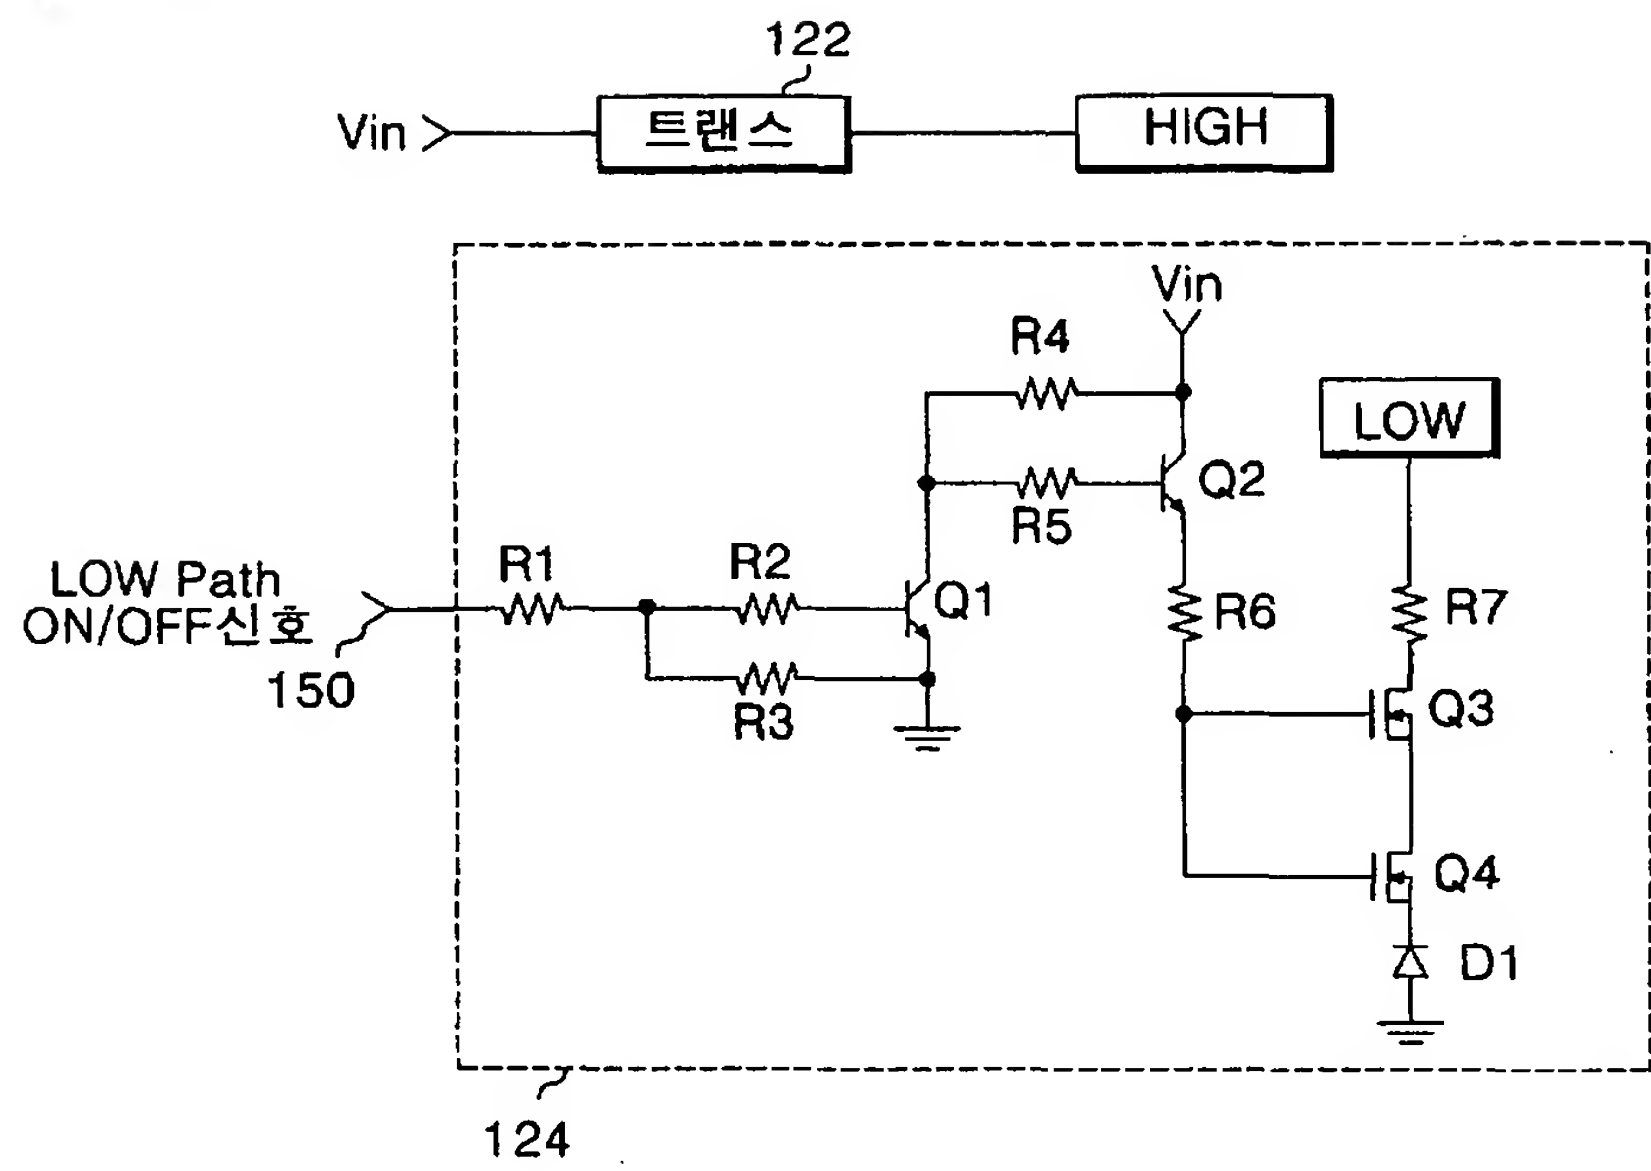 122
Vin
트랜스
HIGH
Vin
R4
LOW
Q2
R5
R1
R2
Q1
LOW Path
ON/OFF신호
R6
R7
150
R3
Q3
Q4
D1
124